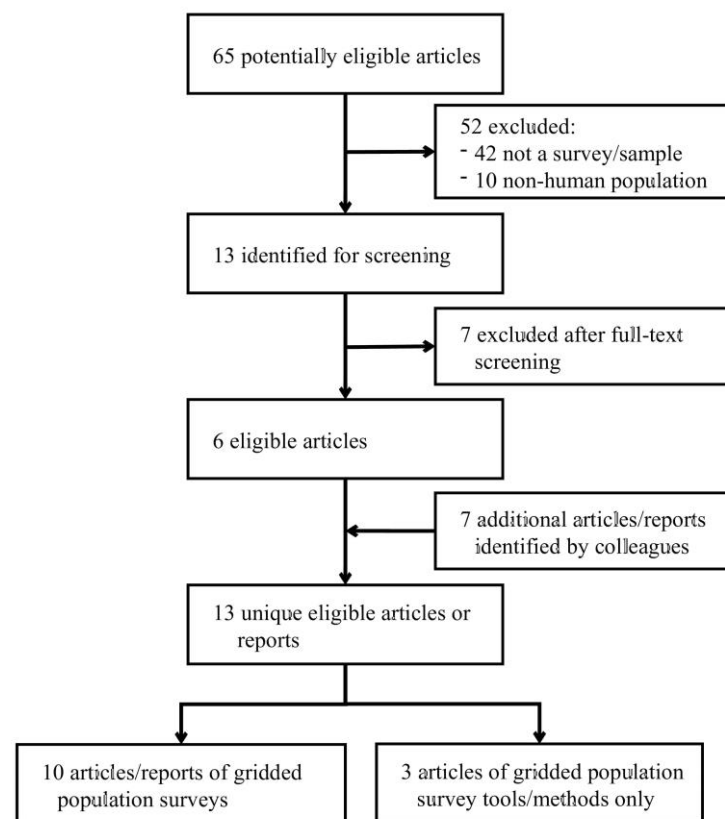 65 potentially eligible articles
52 excluded:
- 42 not a survey/sample
- 10 non-human population
13 identified for screening
7 excluded after full-text
screening
6 eligible articles
7 additional articles/reports
identified by colleagues
13 unique eligible articles or
reports
10 articles/reports of gridded
population surveys
3 articles of gridded population
survey tools/methods only